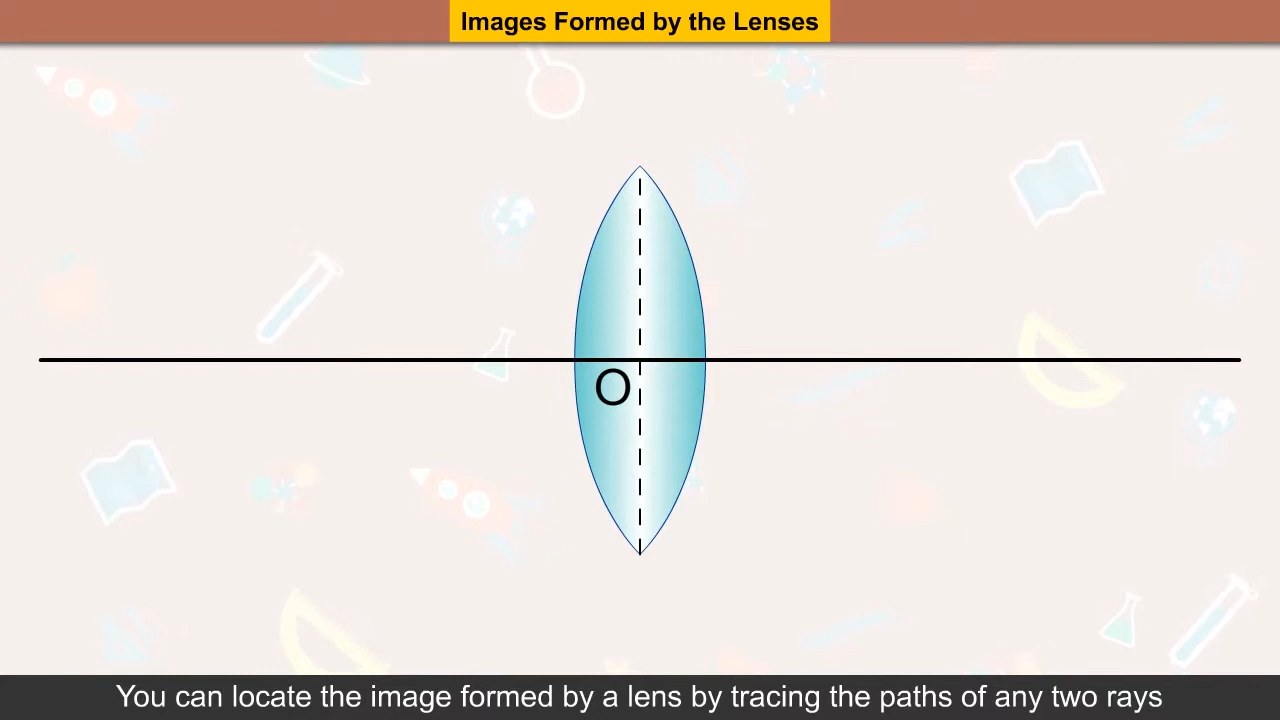 Images Formed by the Lenses
O
You can locate the image formed by a lens by tracing the paths of any two rays